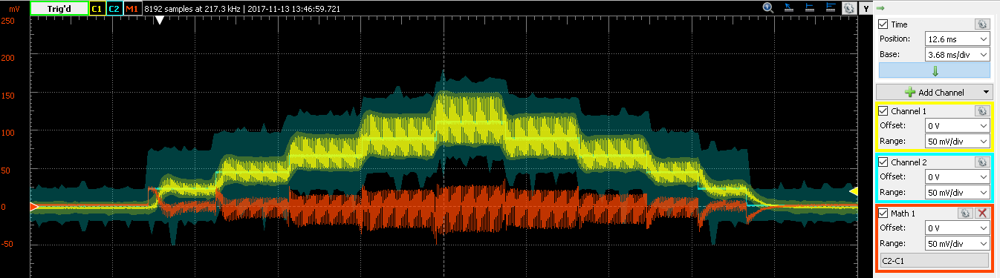 mV Trig'd C1 C2 M1 8192 samples at 217.3 kHz | 2017-11-13 13:46:59.721 Y
250
200
150
100
50
0
-50
Time
Position: 12.6 ms
Base: 3.68 ms/div
Add Channel
Channel 1
Offset: 0 V
Range: 50 mV/div
Channel 2
Offset: 0 V
Range: 50 mV/div
Math 1
Offset: 0 V
Range: 50 mV/div
C2-C1